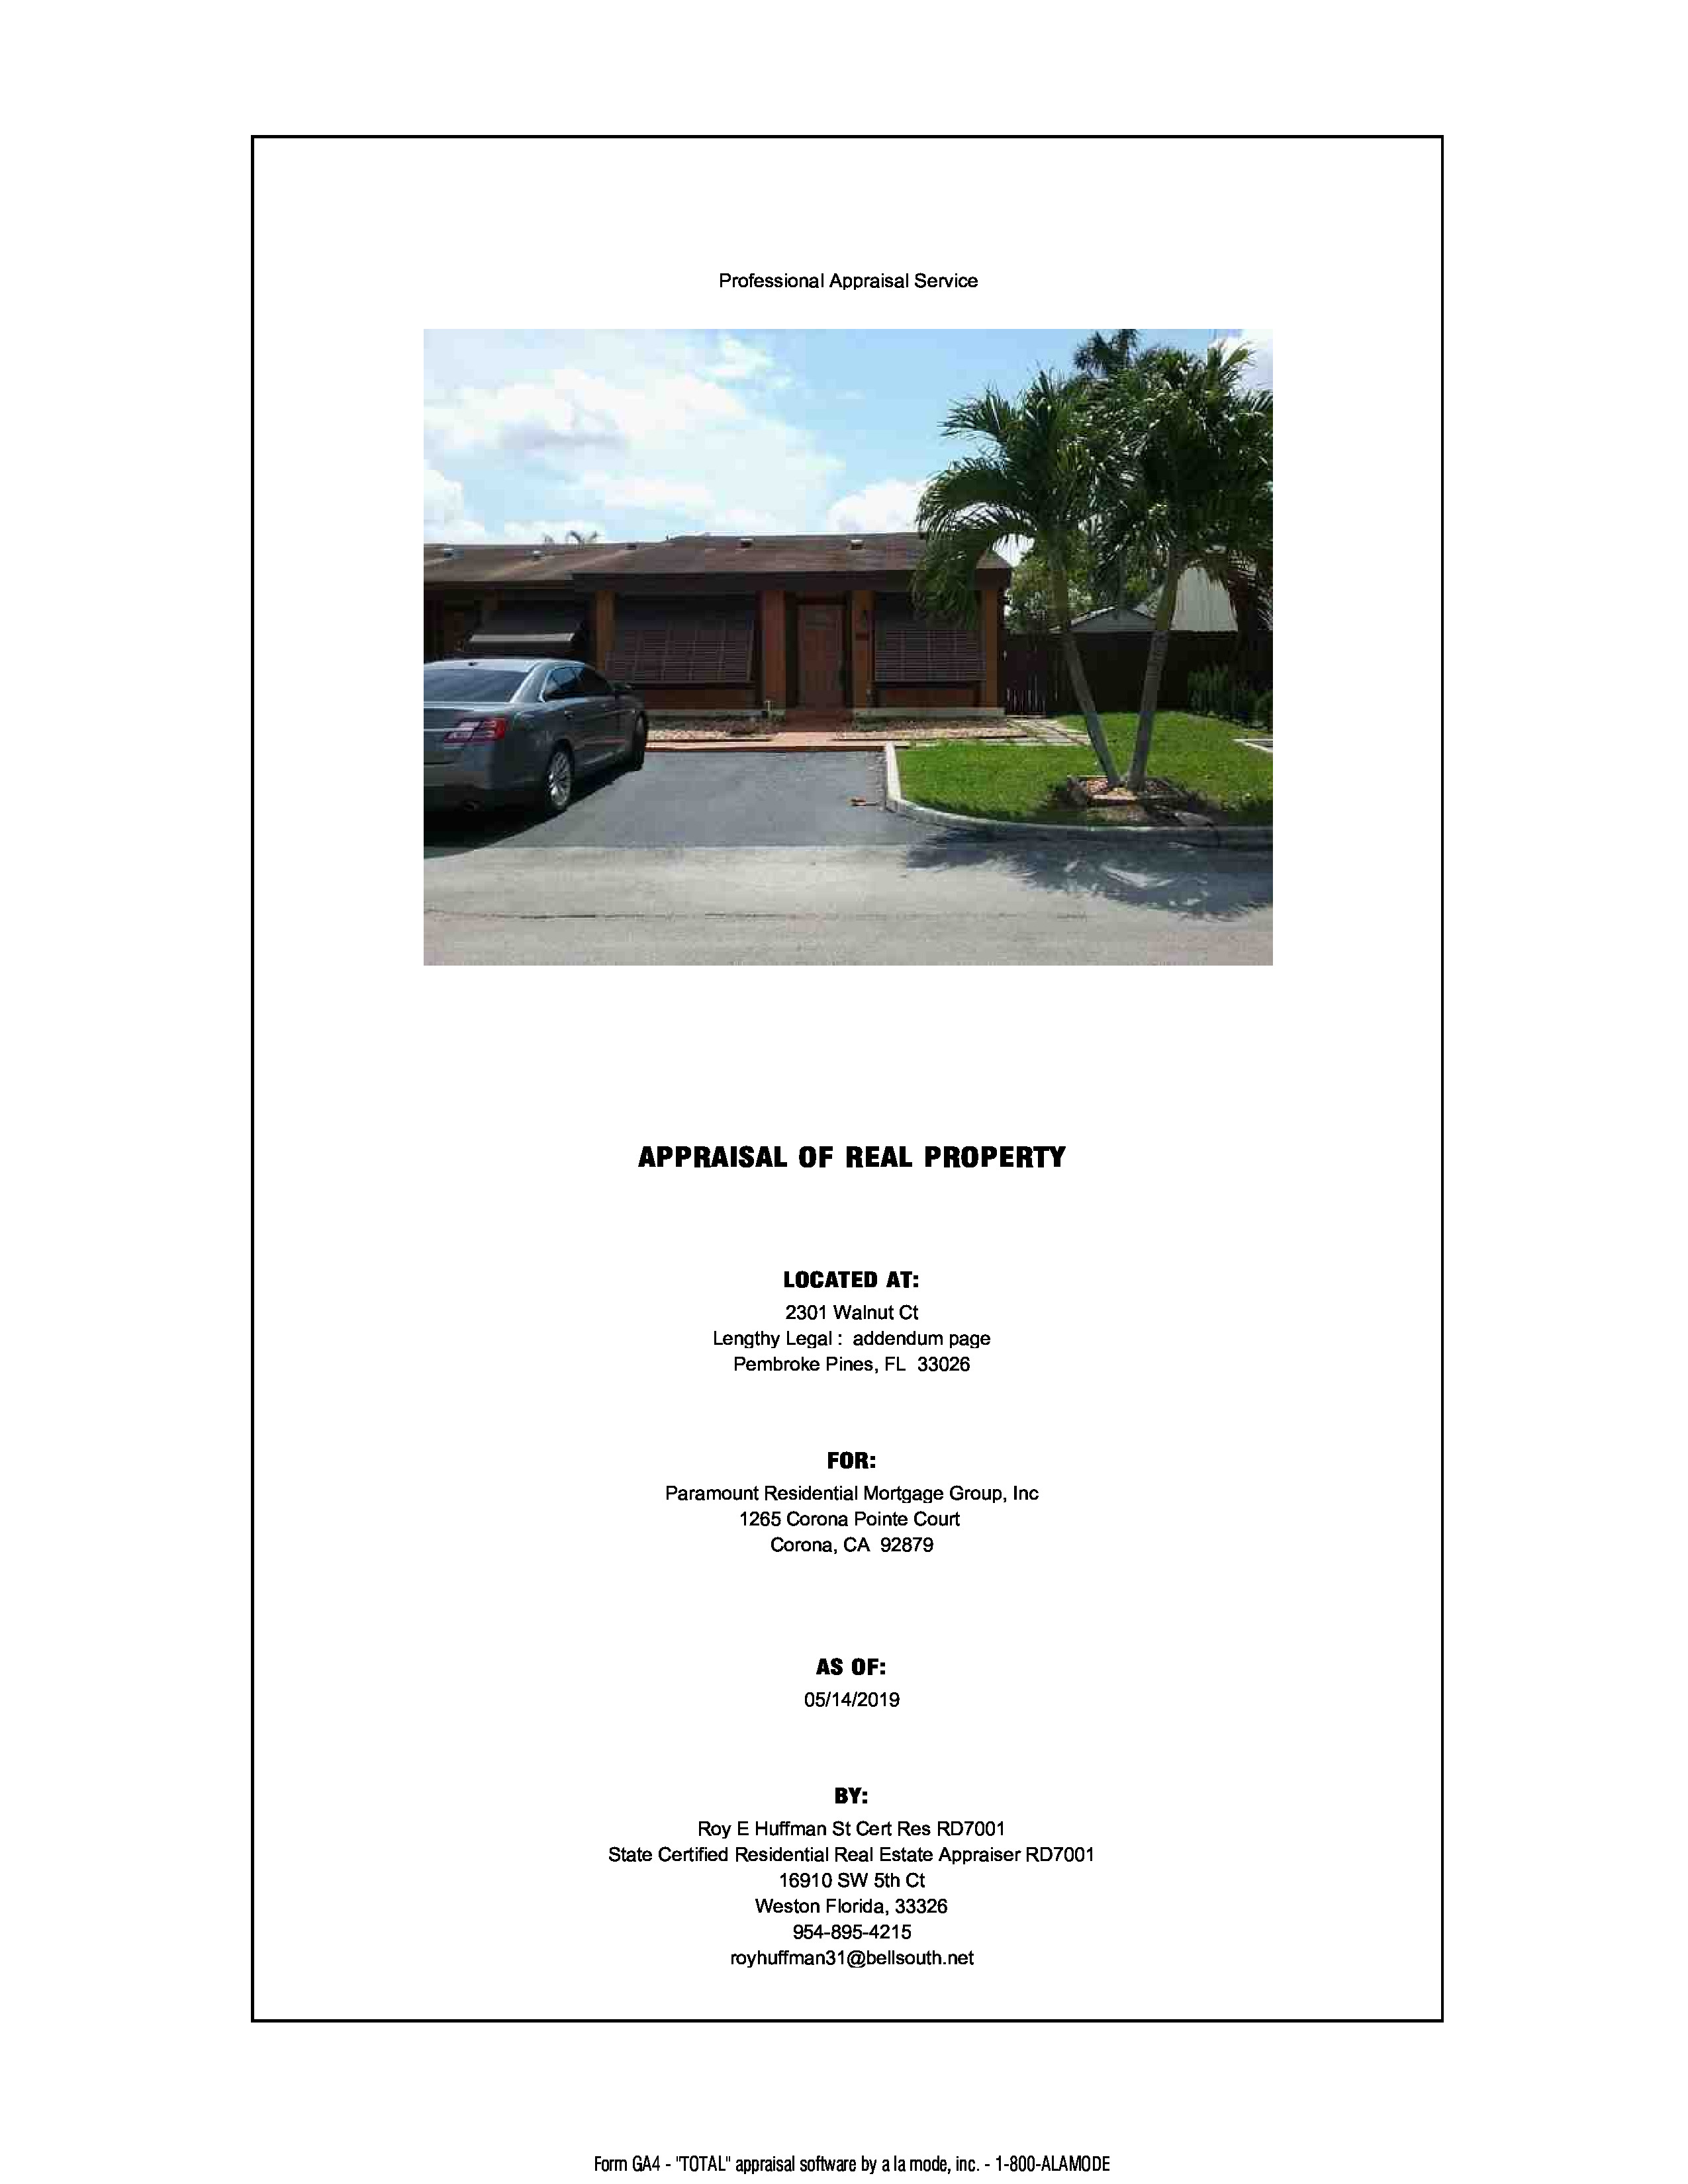 Professional Appraisal Service
APPRAISAL OF REAL PROPERTY
LOCATED AT:
2301 Walnut Ct
Lengthy Legal :  addendum page
Pembroke Pines, FL  33026
FOR:
Paramount Residential Mortgage Group, Inc
1265 Corona Pointe Court
Corona, CA  92879
AS OF:
05/14/2019
BY:
Roy E Huffman St Cert Res RD7001
State Certified Residential Real Estate Appraiser RD7001
16910 SW 5th Ct
Weston Florida, 33326
954-895-4215
royhuffman31@bellsouth.net
Form GA4 - "TOTAL" appraisal software by a la mode, inc. - 1-800-ALAMODE